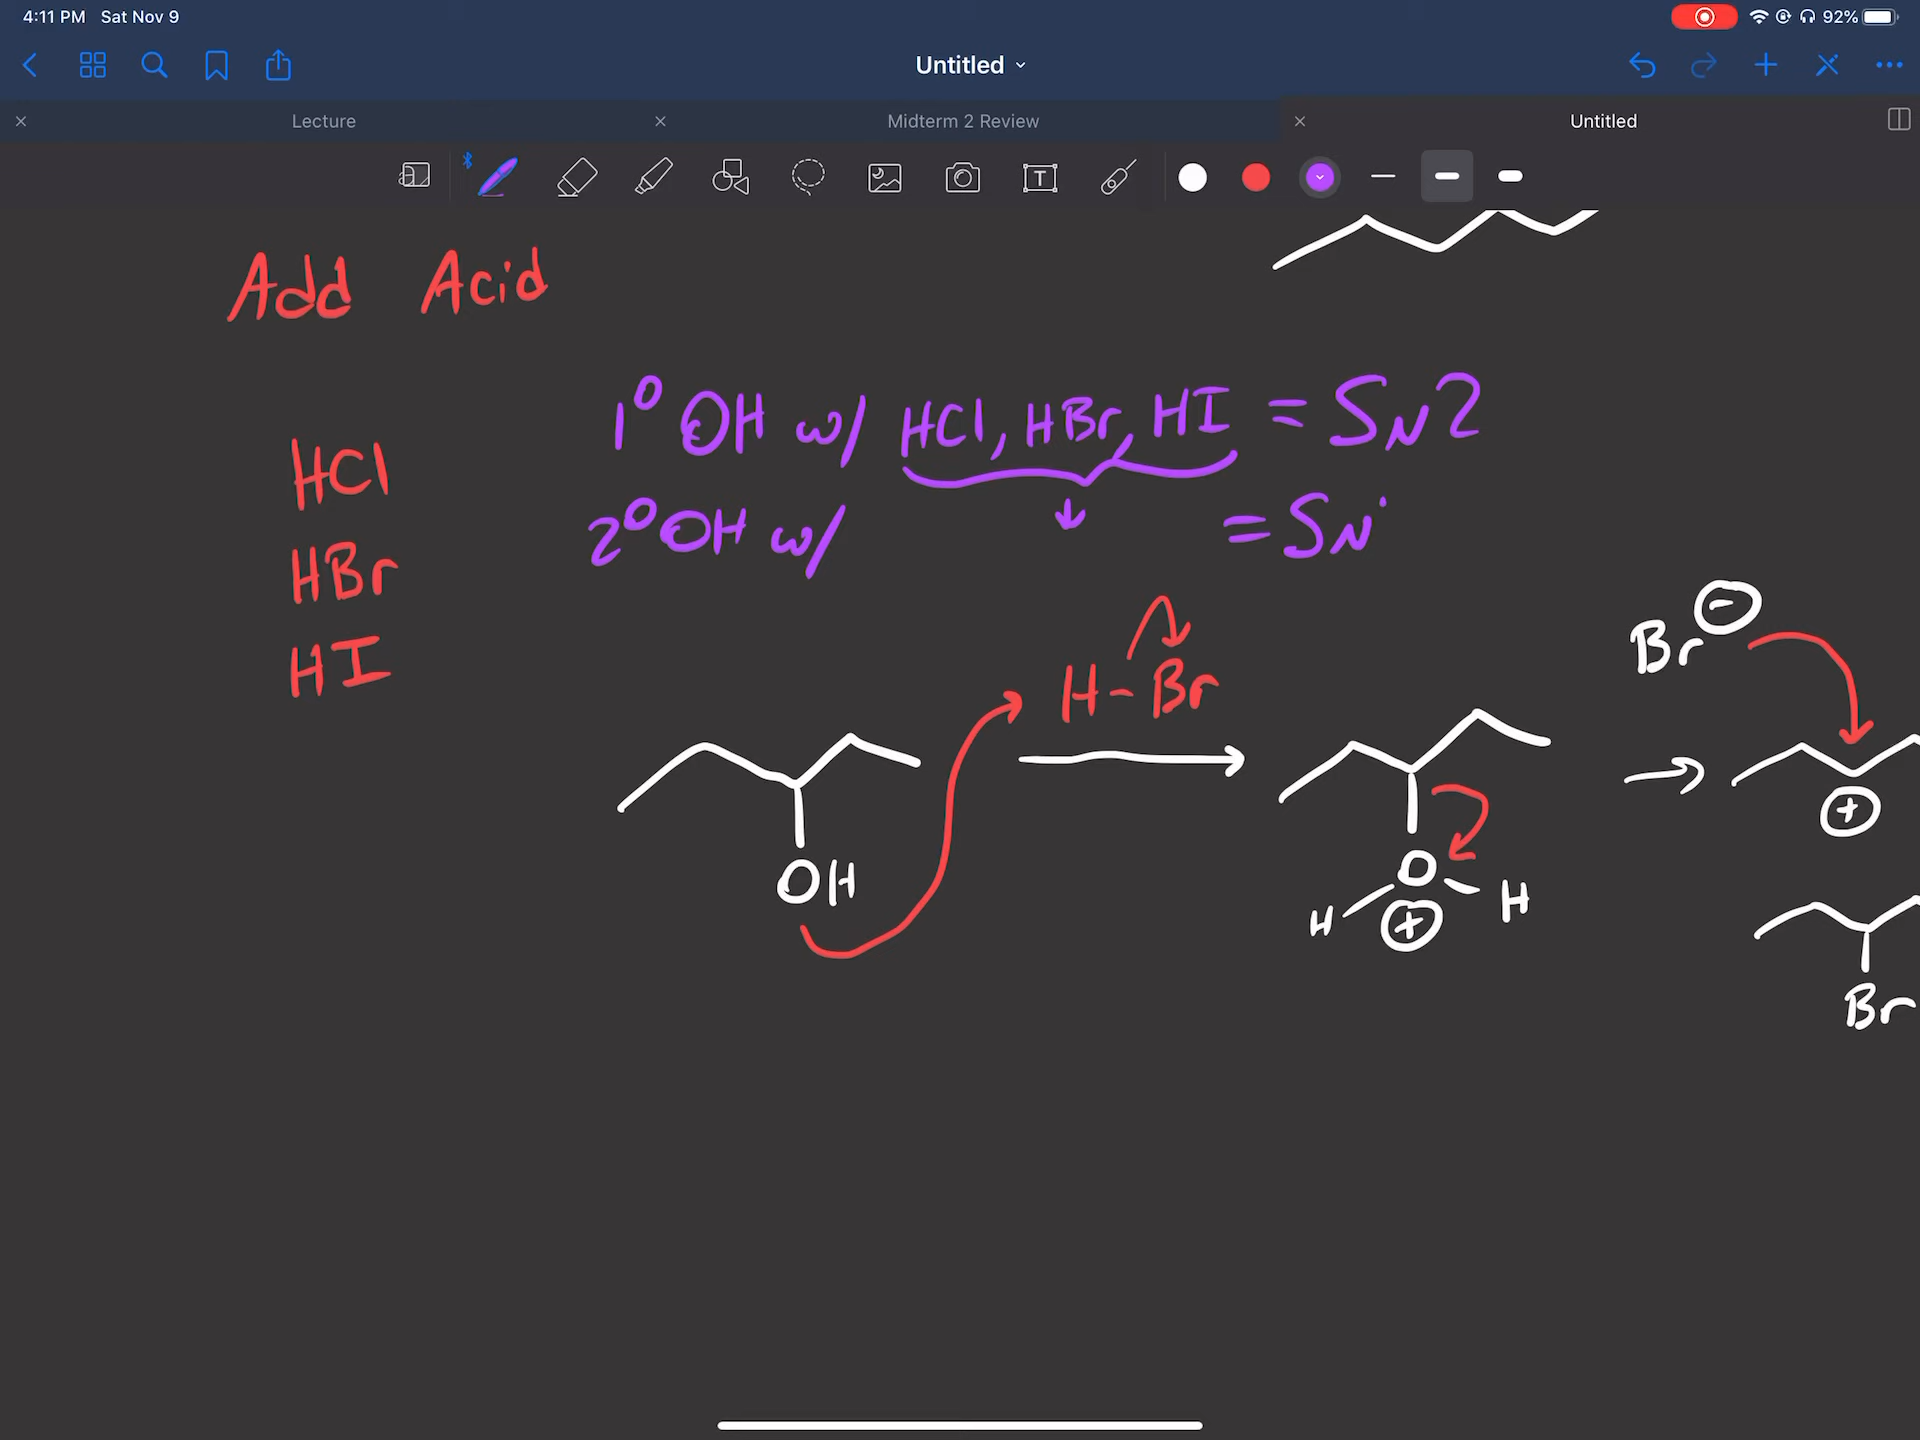 4:11 PM Sat Nov 9
92%
Untitled
Lecture
Midterm 2 Review
Untitled
T
Add Acid
1° OH w/ HCl, HBr, HI = SN2
2° OH w/ = SN
HCl
HBr
HI
H-Br
Br −
OH
O
H + H
+
Br